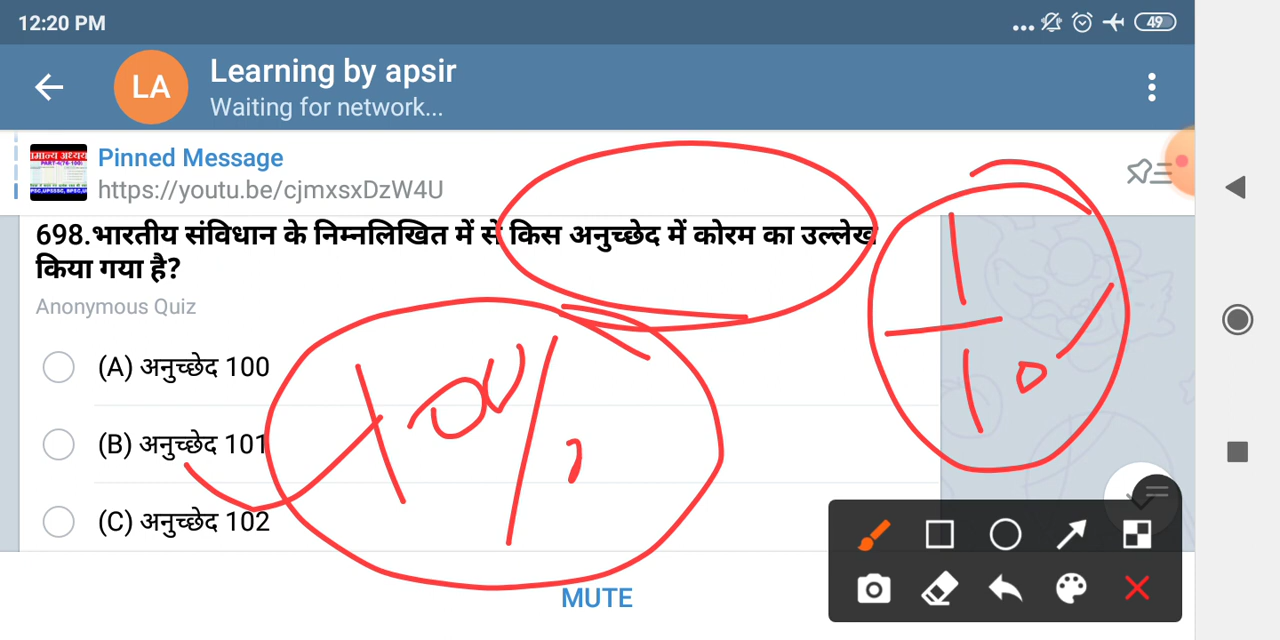 12:20 PM
49
LA
Learning by apsir
Waiting for network...
Pinned Message
https://youtu.be/cjmxsxDzW4U
698.भारतीय संविधान के निम्नलिखित में से किस अनुच्छेद में कोरम का उल्लेख
किया गया है?
Anonymous Quiz
(A) अनुच्छेद 100
(B) अनुच्छेद 101
(C) अनुच्छेद 102
MUTE